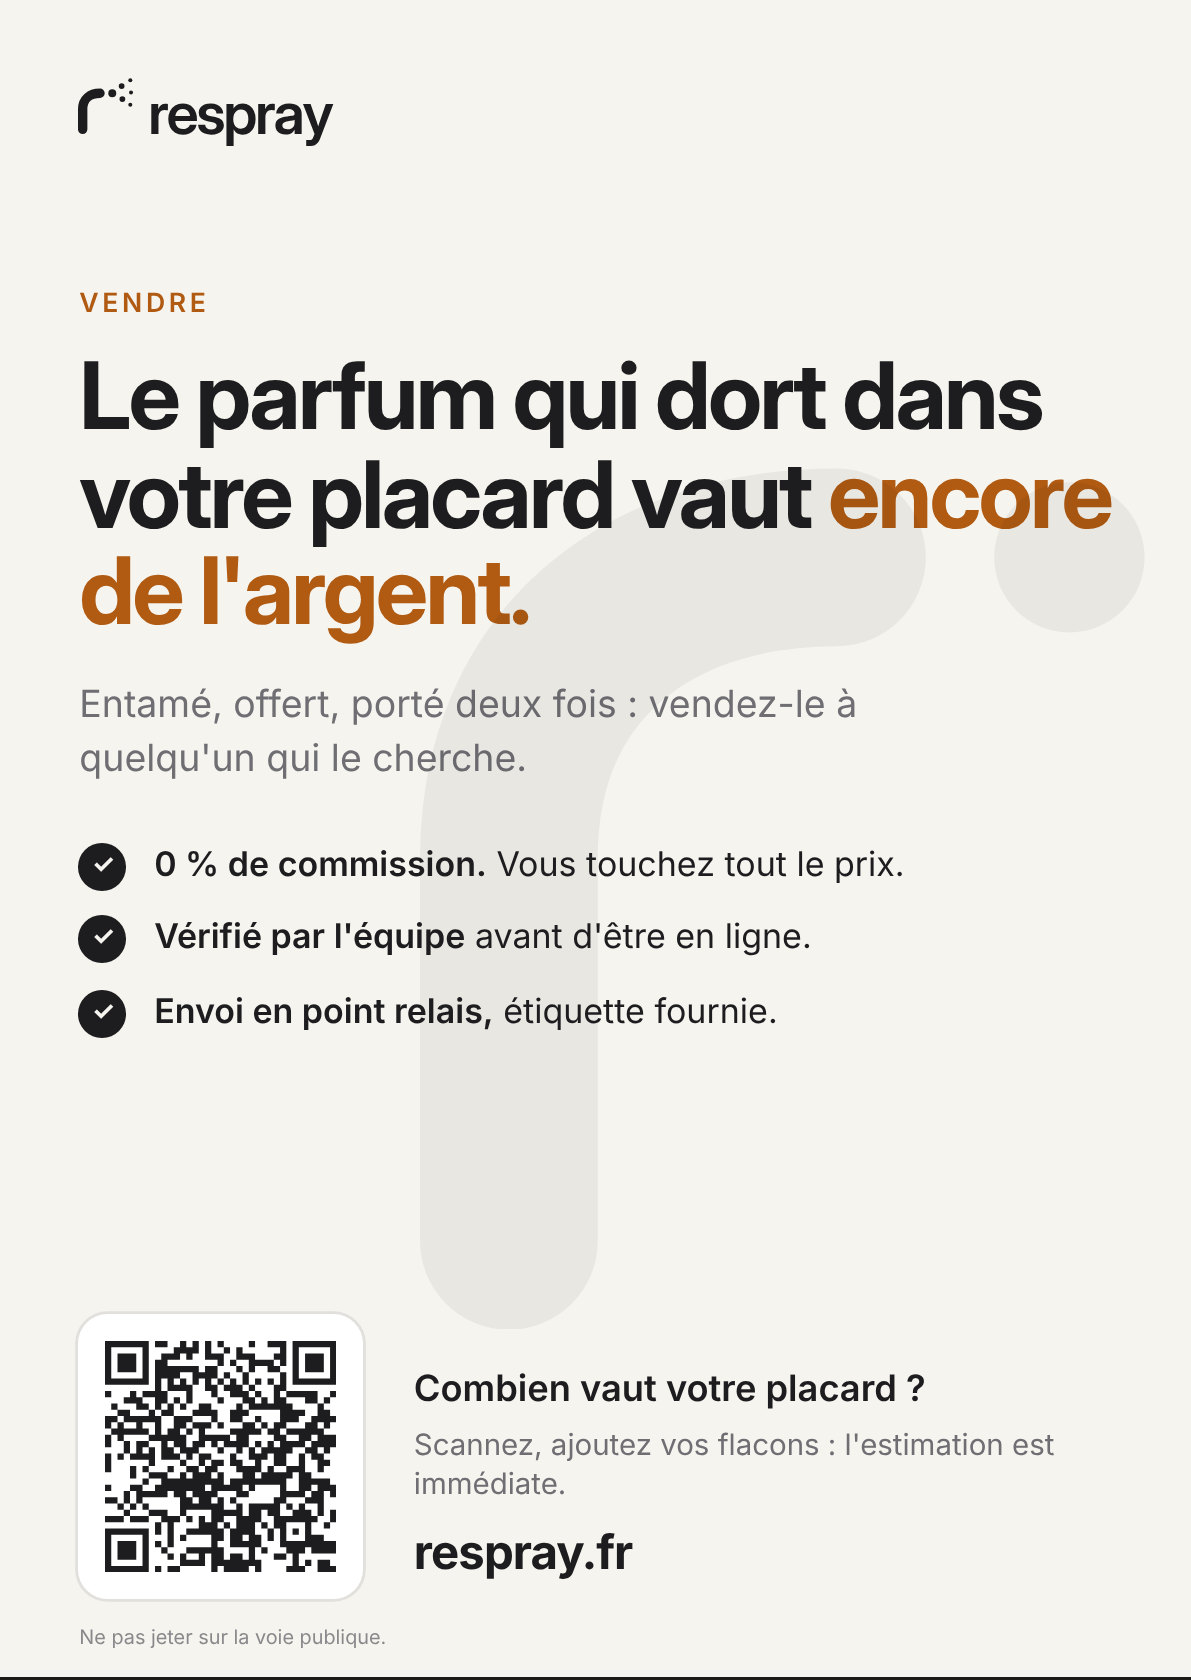 respray
VENDRE
Le parfum qui dort dans
votre placard vaut encore
de l'argent.
Entamé, offert, porté deux fois : vendez-le à
quelqu'un qui le cherche.
0 % de commission. Vous touchez tout le prix.
Vérifié par l'équipe avant d'être en ligne.
Envoi en point relais, étiquette fournie.
Combien vaut votre placard ?
Scannez, ajoutez vos flacons : l'estimation est
immédiate.
respray.fr
Ne pas jeter sur la voie publique.